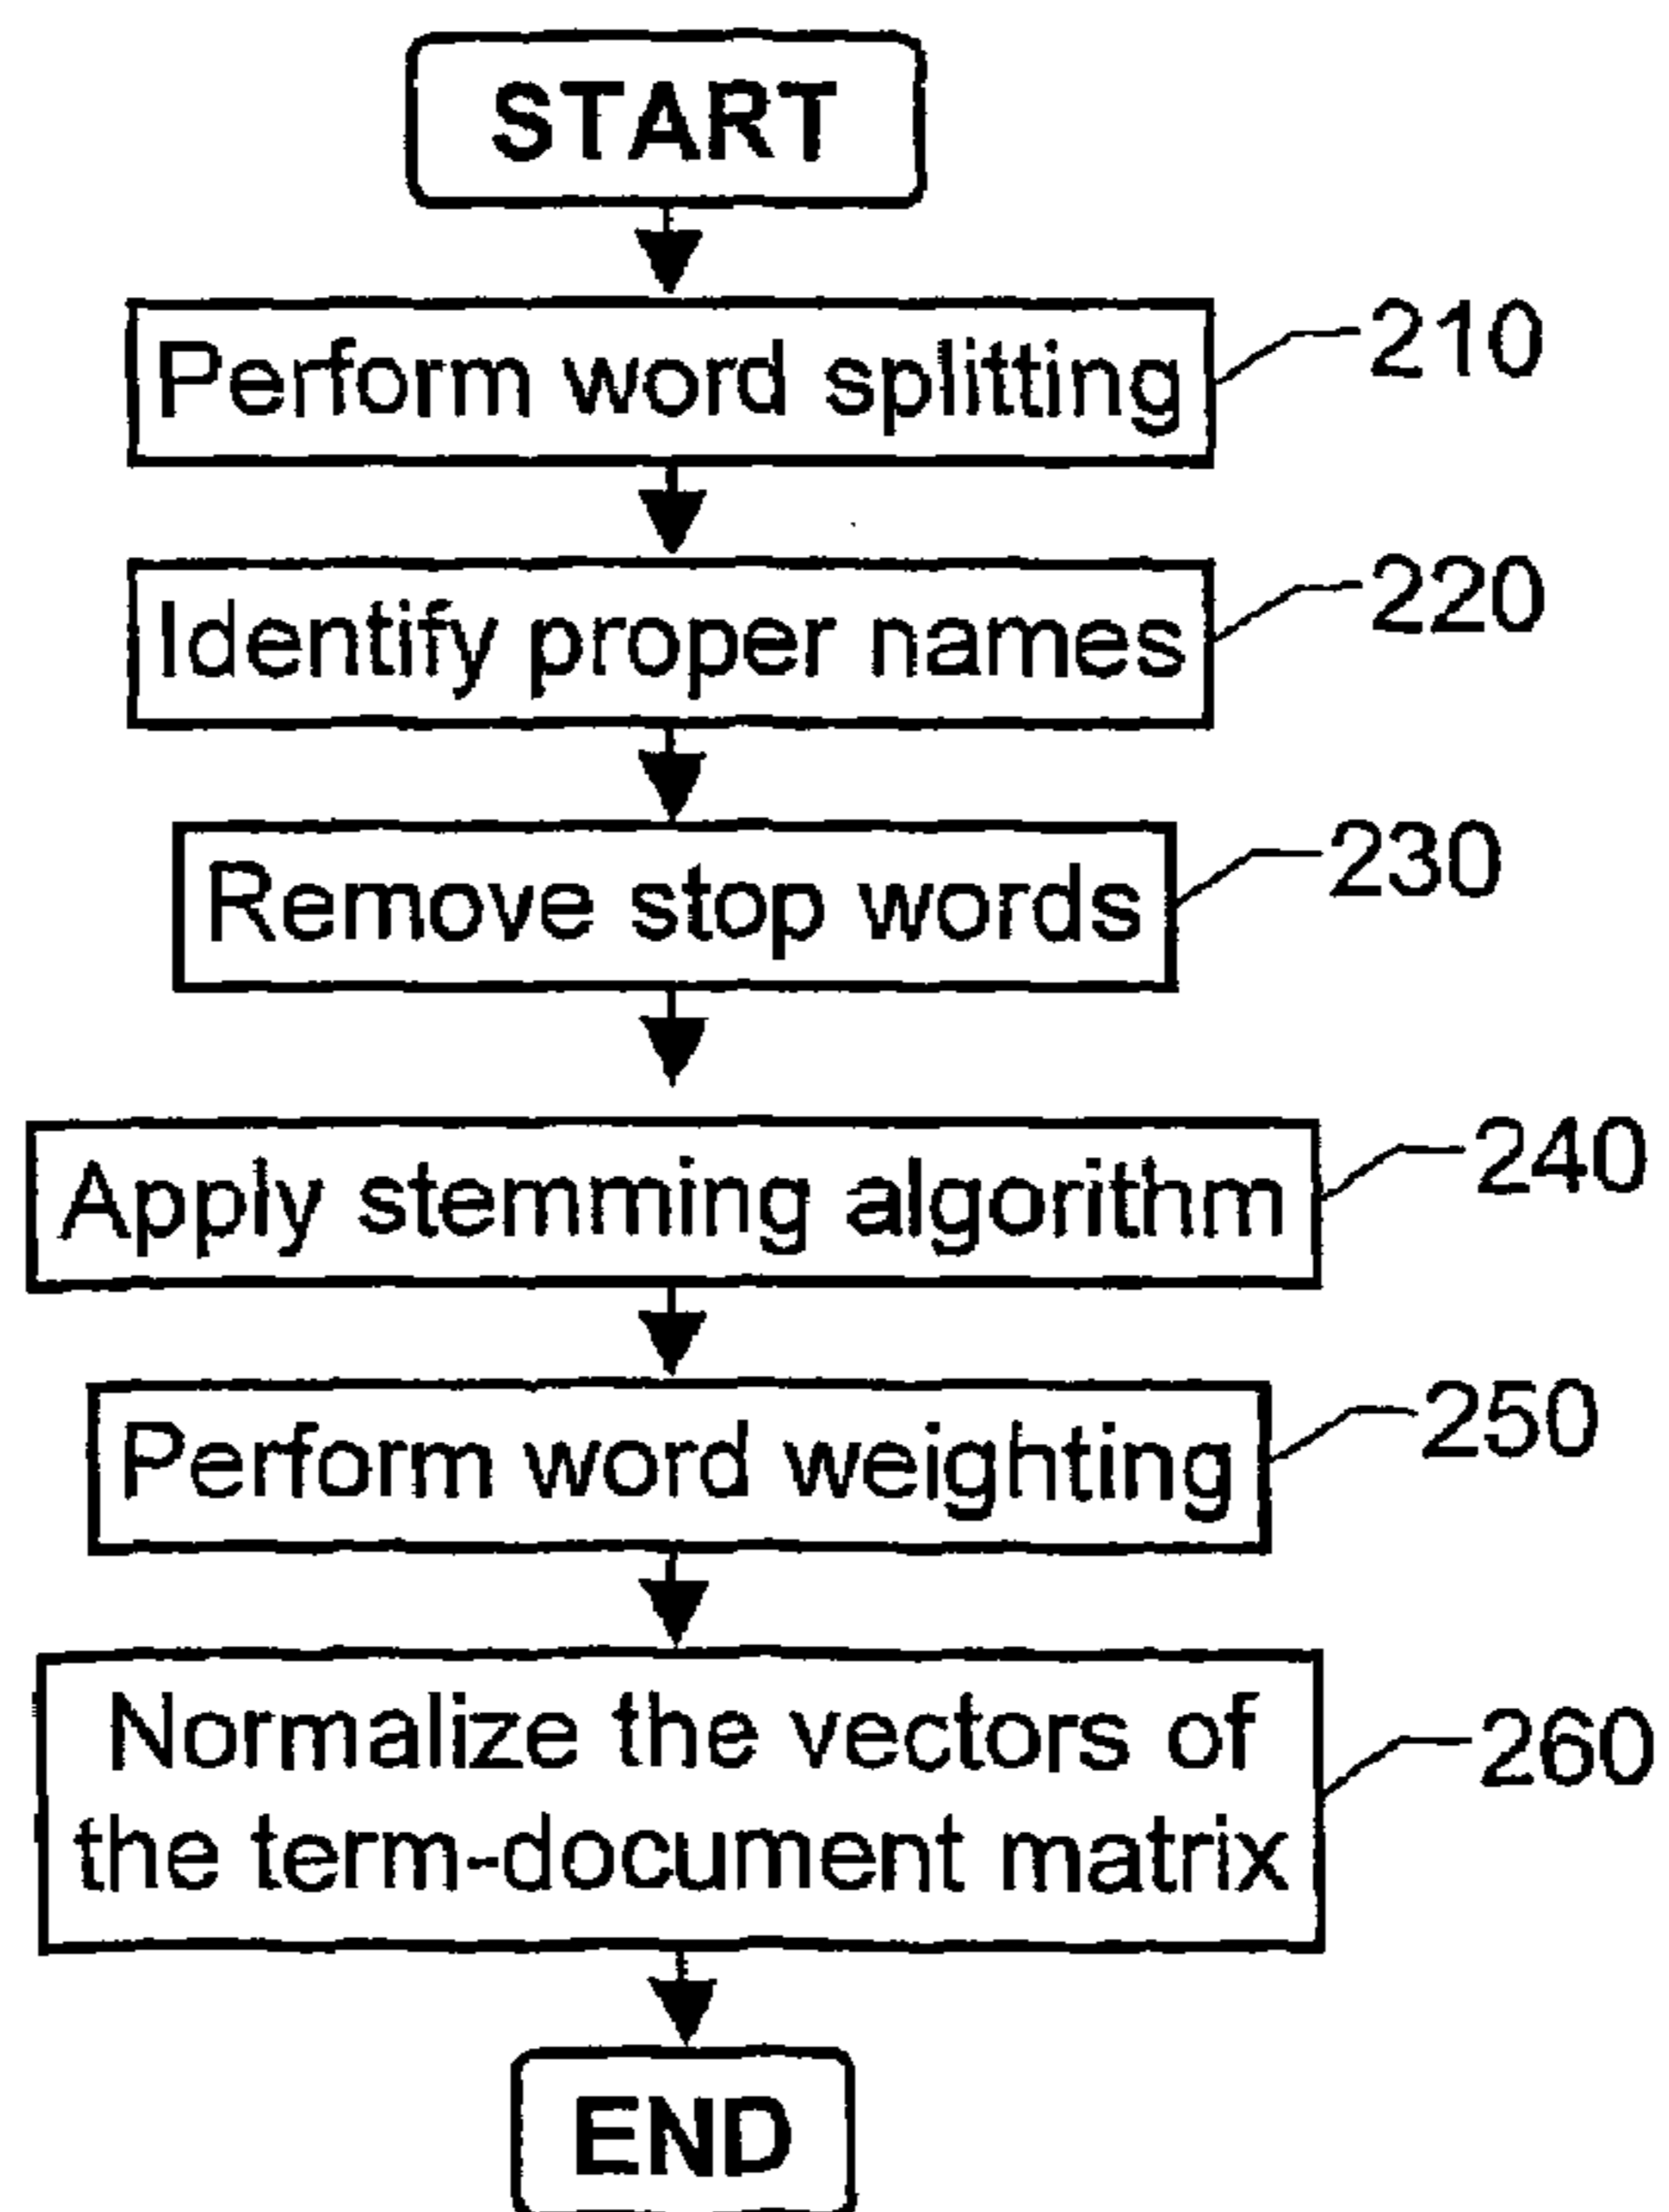 START
Perform word splitting
210
Identify proper names
220
Remove stop words
230
Apply stemming algorithm
240
Perform word weighting
250
Normalize the vectors of
the term-document matrix
260
END